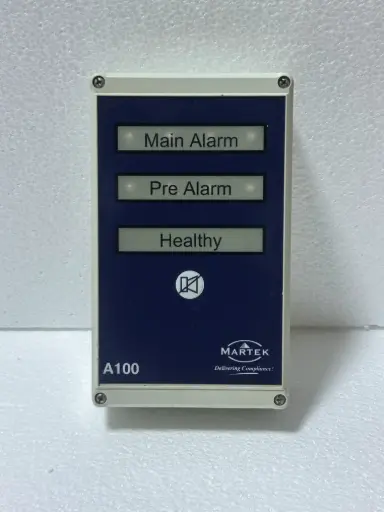 Main Alarm
Pre Alarm
Healthy
MARTEK
Delivering Compliance!
A100